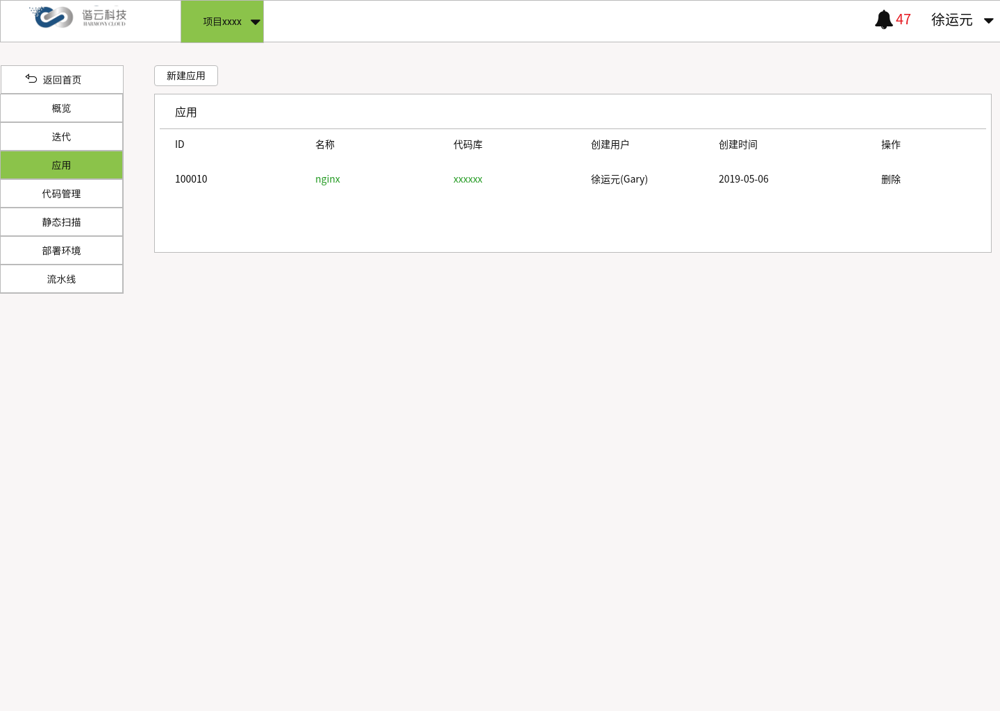 谐云科技
HARMONY CLOUD
项目xxxx
47
徐运元
返回首页
概览
迭代
应用
代码管理
静态扫描
部署环境
流水线
新建应用
应用
ID 名称 代码库 创建用户 创建时间 操作
100010 nginx xxxxxx 徐运元(Gary) 2019-05-06 删除